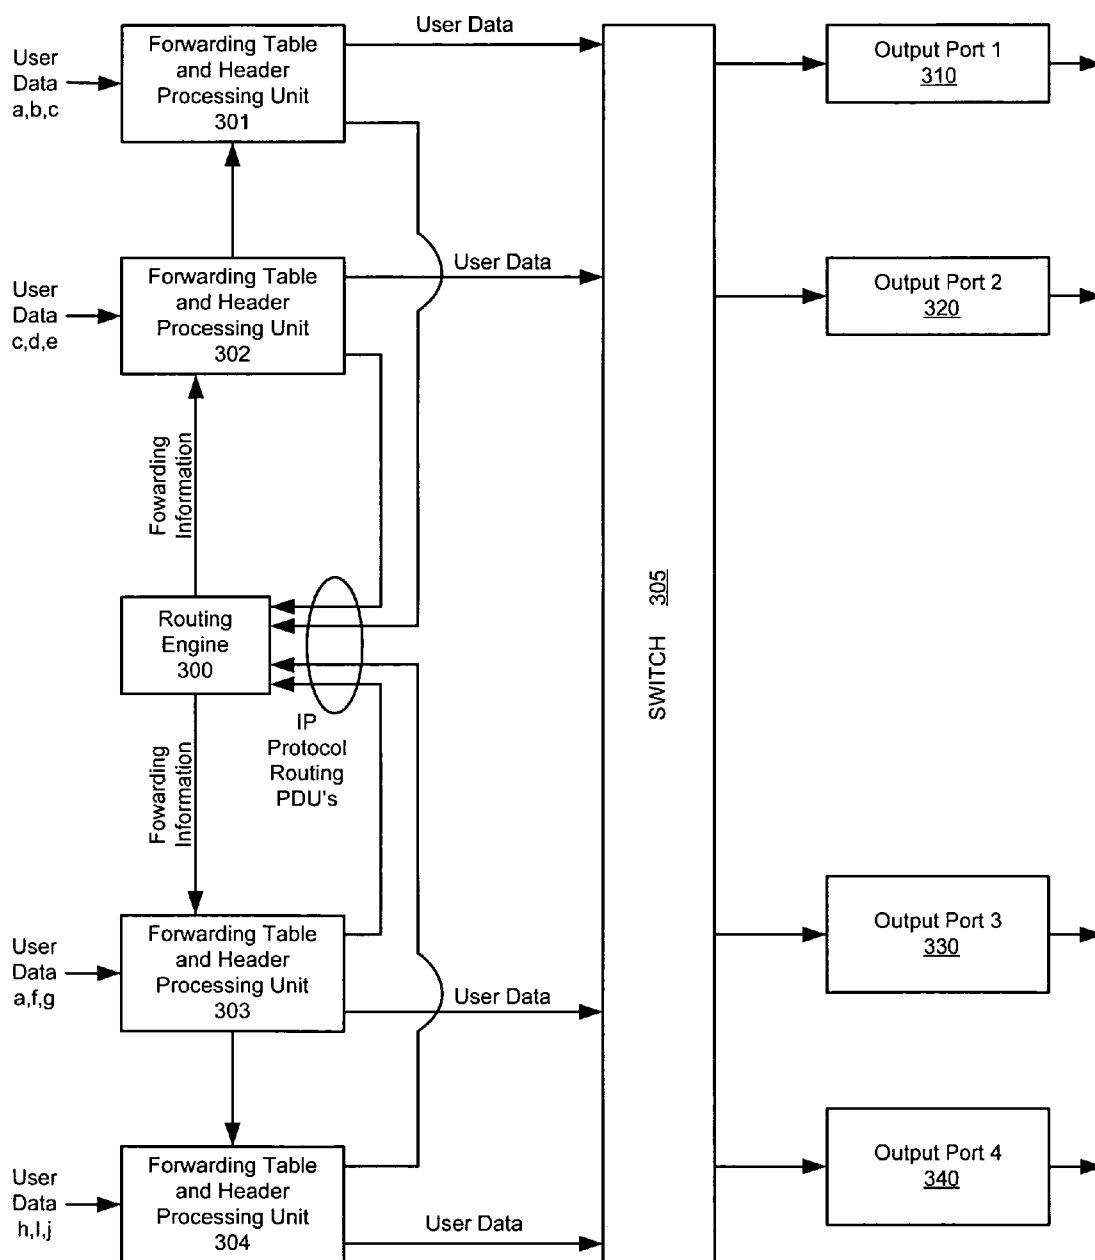 User Data
Forwarding Table
and Header
Processing Unit
301
User
Data
a,b,c
Output Port 1
310
User Data
Forwarding Table
and Header
Processing Unit
302
User
Data
c,d,e
Output Port 2
320
Fowarding
Information
Routing
Engine
300
SWITCH 305
IP
Protocol
Routing
PDU's
Fowarding
Information
Forwarding Table
and Header
Processing Unit
303
User
Data
a,f,g
User Data
Output Port 3
330
Forwarding Table
and Header
Processing Unit
304
User
Data
h,I,j
User Data
Output Port 4
340